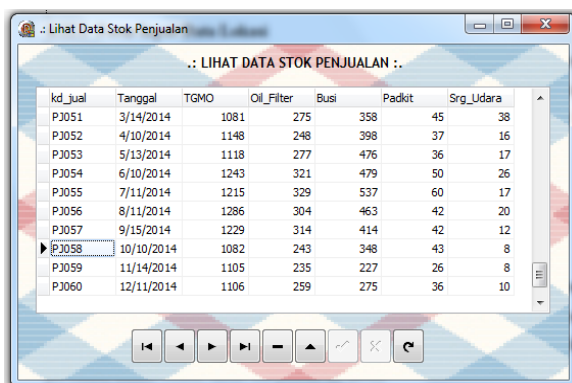 .: Lihat Data Stok Penjualan
.: LIHAT DATA STOK PENJUALAN :.
kd_jual Tanggal TGMO Oil_Filter Busi Padkit Srg_Udara
PJ051 3/14/2014 1081 275 358 45 38
PJ052 4/10/2014 1148 248 398 37 16
PJ053 5/13/2014 1118 277 476 36 17
PJ054 6/10/2014 1243 321 479 50 26
PJ055 7/11/2014 1215 329 537 60 17
PJ056 8/11/2014 1286 304 463 42 20
PJ057 9/15/2014 1229 314 414 42 12
PJ058 10/10/2014 1082 243 348 43 8
PJ059 11/14/2014 1105 235 227 26 8
PJ060 12/11/2014 1106 259 275 36 10